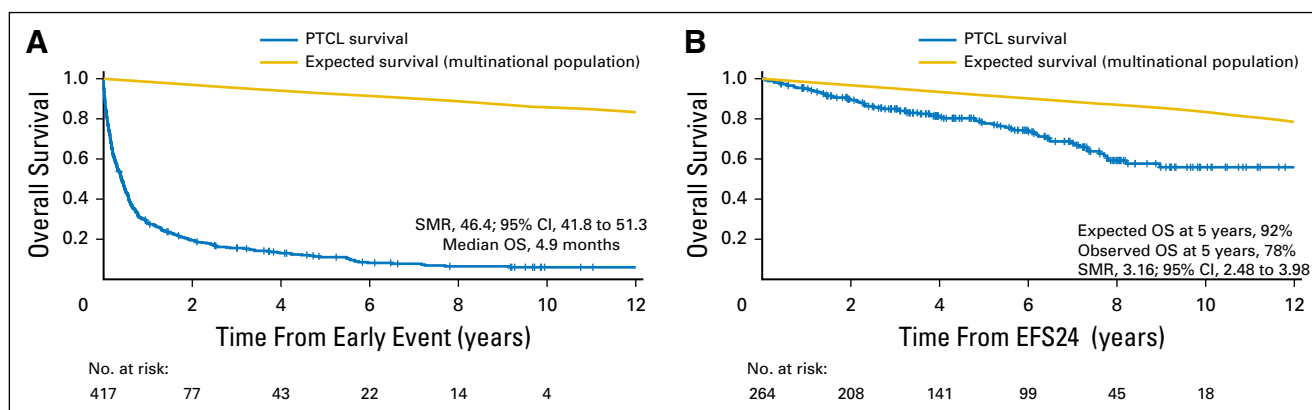 A
PTCL survival
Expected survival (multinational population)
Overall Survival
1.0
0.8
0.6
0.4
0.2
SMR, 46.4; 95% CI, 41.8 to 51.3
Median OS, 4.9 months
0 2 4 6 8 10 12
Time From Early Event (years)
No. at risk:
417 77 43 22 14 4
B
PTCL survival
Expected survival (multinational population)
Overall Survival
1.0
0.8
0.6
0.4
0.2
Expected OS at 5 years, 92%
Observed OS at 5 years, 78%
SMR, 3.16; 95% CI, 2.48 to 3.98
0 2 4 6 8 10 12
Time From EFS24 (years)
No. at risk:
264 208 141 99 45 18